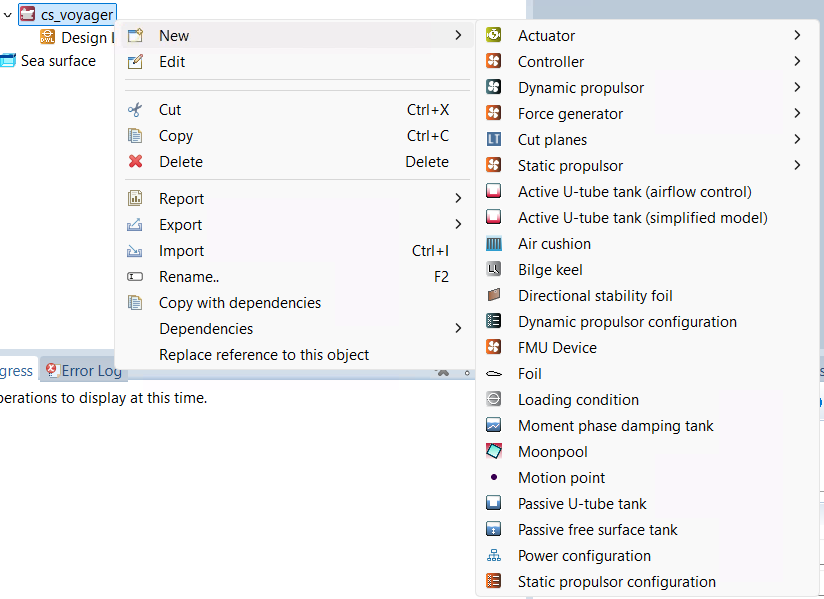 cs_voyager
Design
Sea surface
New
Edit
Cut Ctrl+X
Copy Ctrl+C
Delete Delete
Report
Export
Import Ctrl+I
Rename.. F2
Copy with dependencies
Dependencies
Replace reference to this object
Actuator
Controller
Dynamic propulsor
Force generator
Cut planes
Static propulsor
Active U-tube tank (airflow control)
Active U-tube tank (simplified model)
Air cushion
Bilge keel
Directional stability foil
Dynamic propulsor configuration
FMU Device
Foil
Loading condition
Moment phase damping tank
Moonpool
Motion point
Passive U-tube tank
Passive free surface tank
Power configuration
Static propulsor configuration
gress Error Log
perations to display at this time.